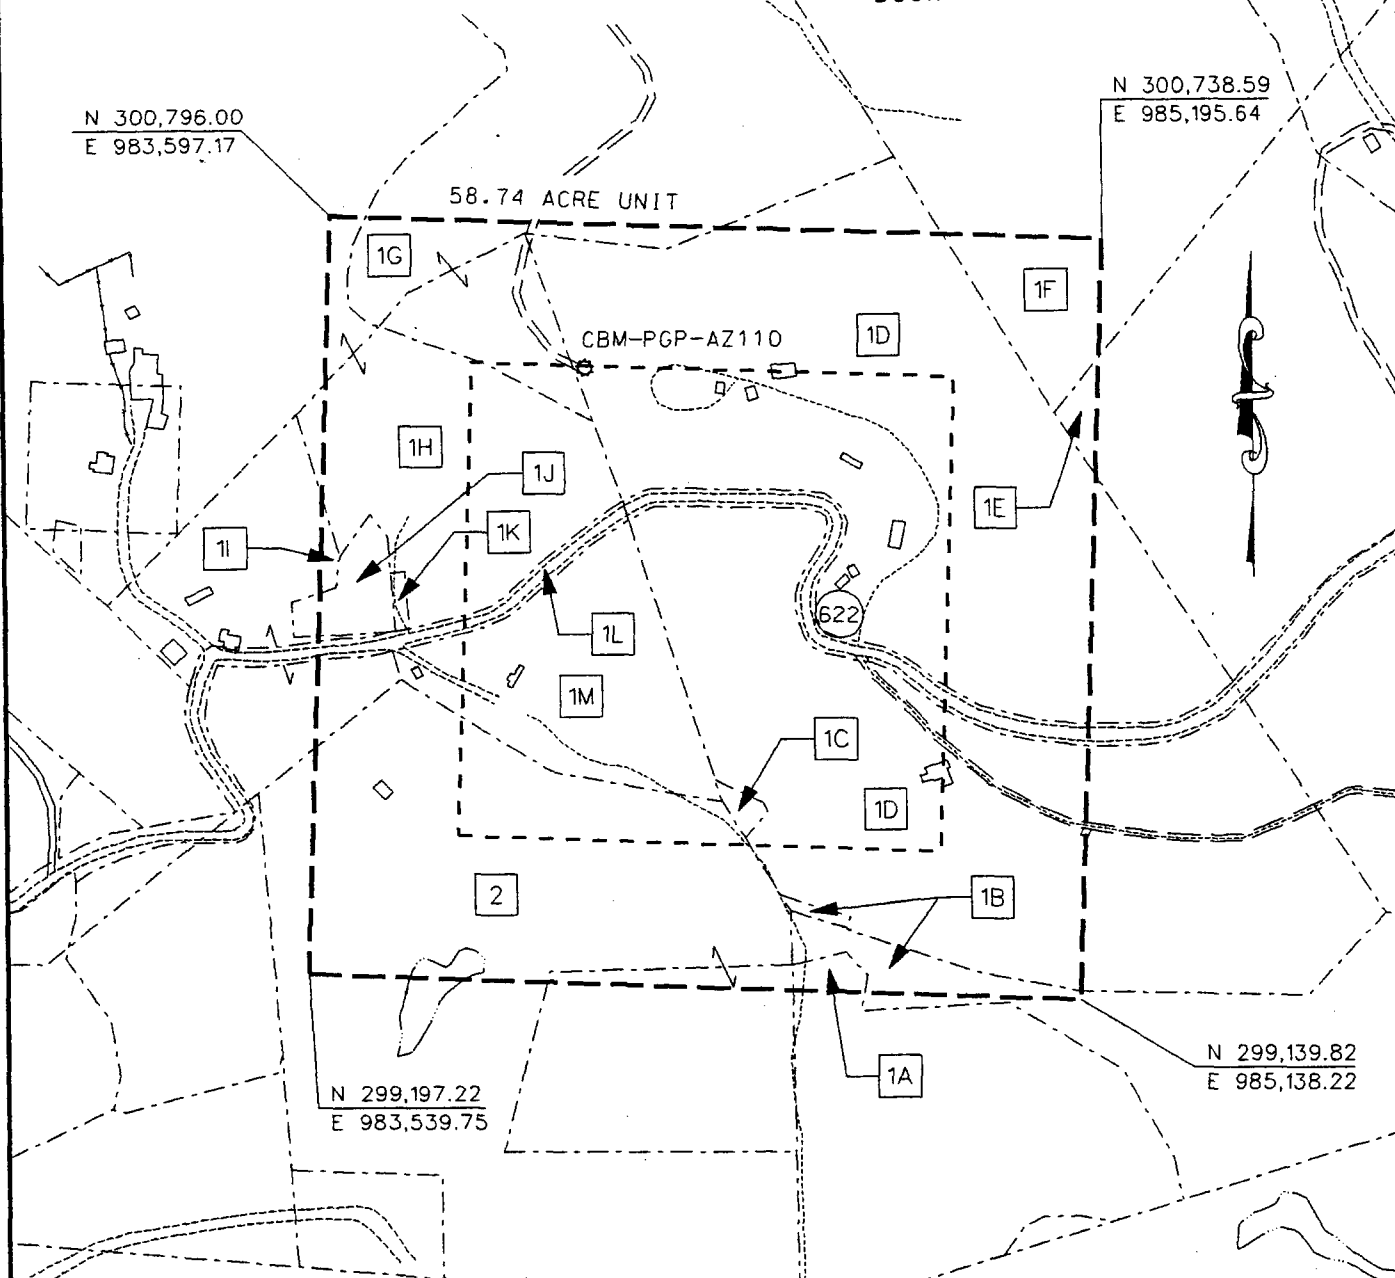 N 300,738.59
E 985,195.64
N 300,796.00
E 983,597.17
58.74 ACRE UNIT
1G
1F
CBM-PGP-AZ110
1D
1H
1J
1E
1K
1I
622
1L
1M
1C
1D
2
1B
1A
N 299,139.82
E 985,138.22
N 299,197.22
E 983,539.75